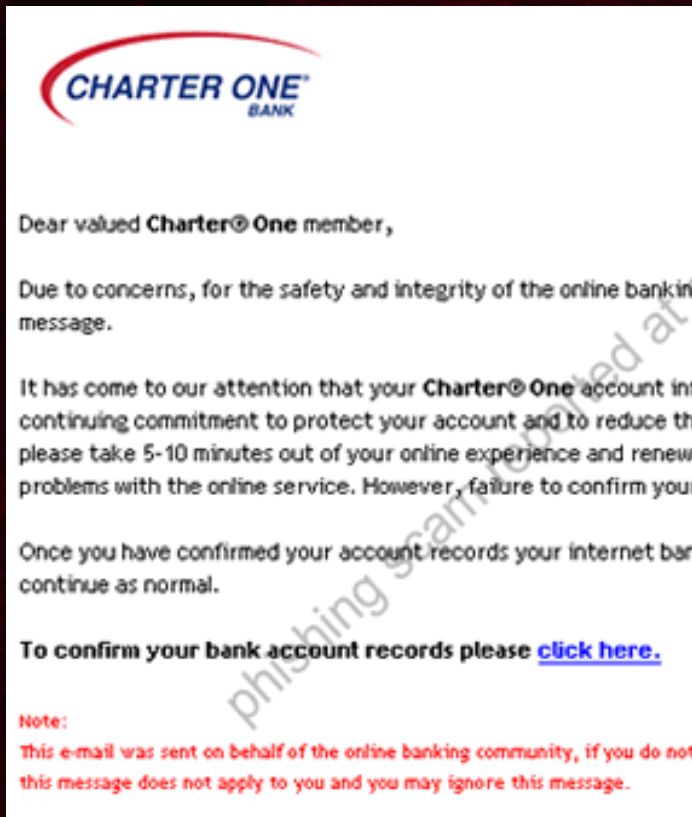 CHARTER ONE®
BANK
Dear valued Charter® One member,
Due to concerns, for the safety and integrity of the online bankin
message.
It has come to our attention that your Charter® One account inf
continuing commitment to protect your account and to reduce th
please take 5-10 minutes out of your online experience and renew
problems with the online service. However, failure to confirm your
Once you have confirmed your account records your internet ban
continue as normal.
To confirm your bank account records please click here.
Note:
This e-mail was sent on behalf of the online banking community, if you do not
this message does not apply to you and you may ignore this message.
phishing scam reported at